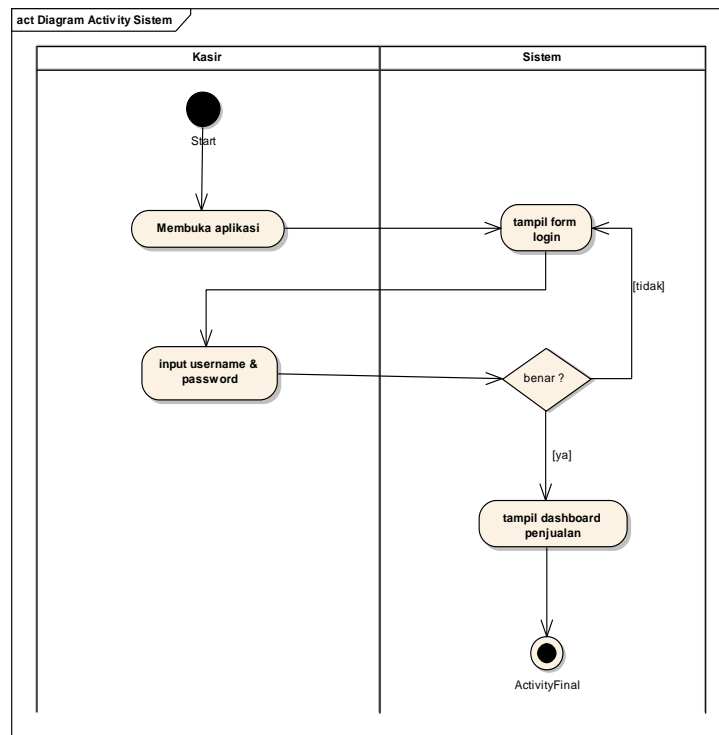 act Diagram Activity Sistem
Kasir
Sistem
Start
Membuka aplikasi
tampil form
login
[tidak]
input username &
password
benar ?
[ya]
tampil dashboard
penjualan
ActivityFinal